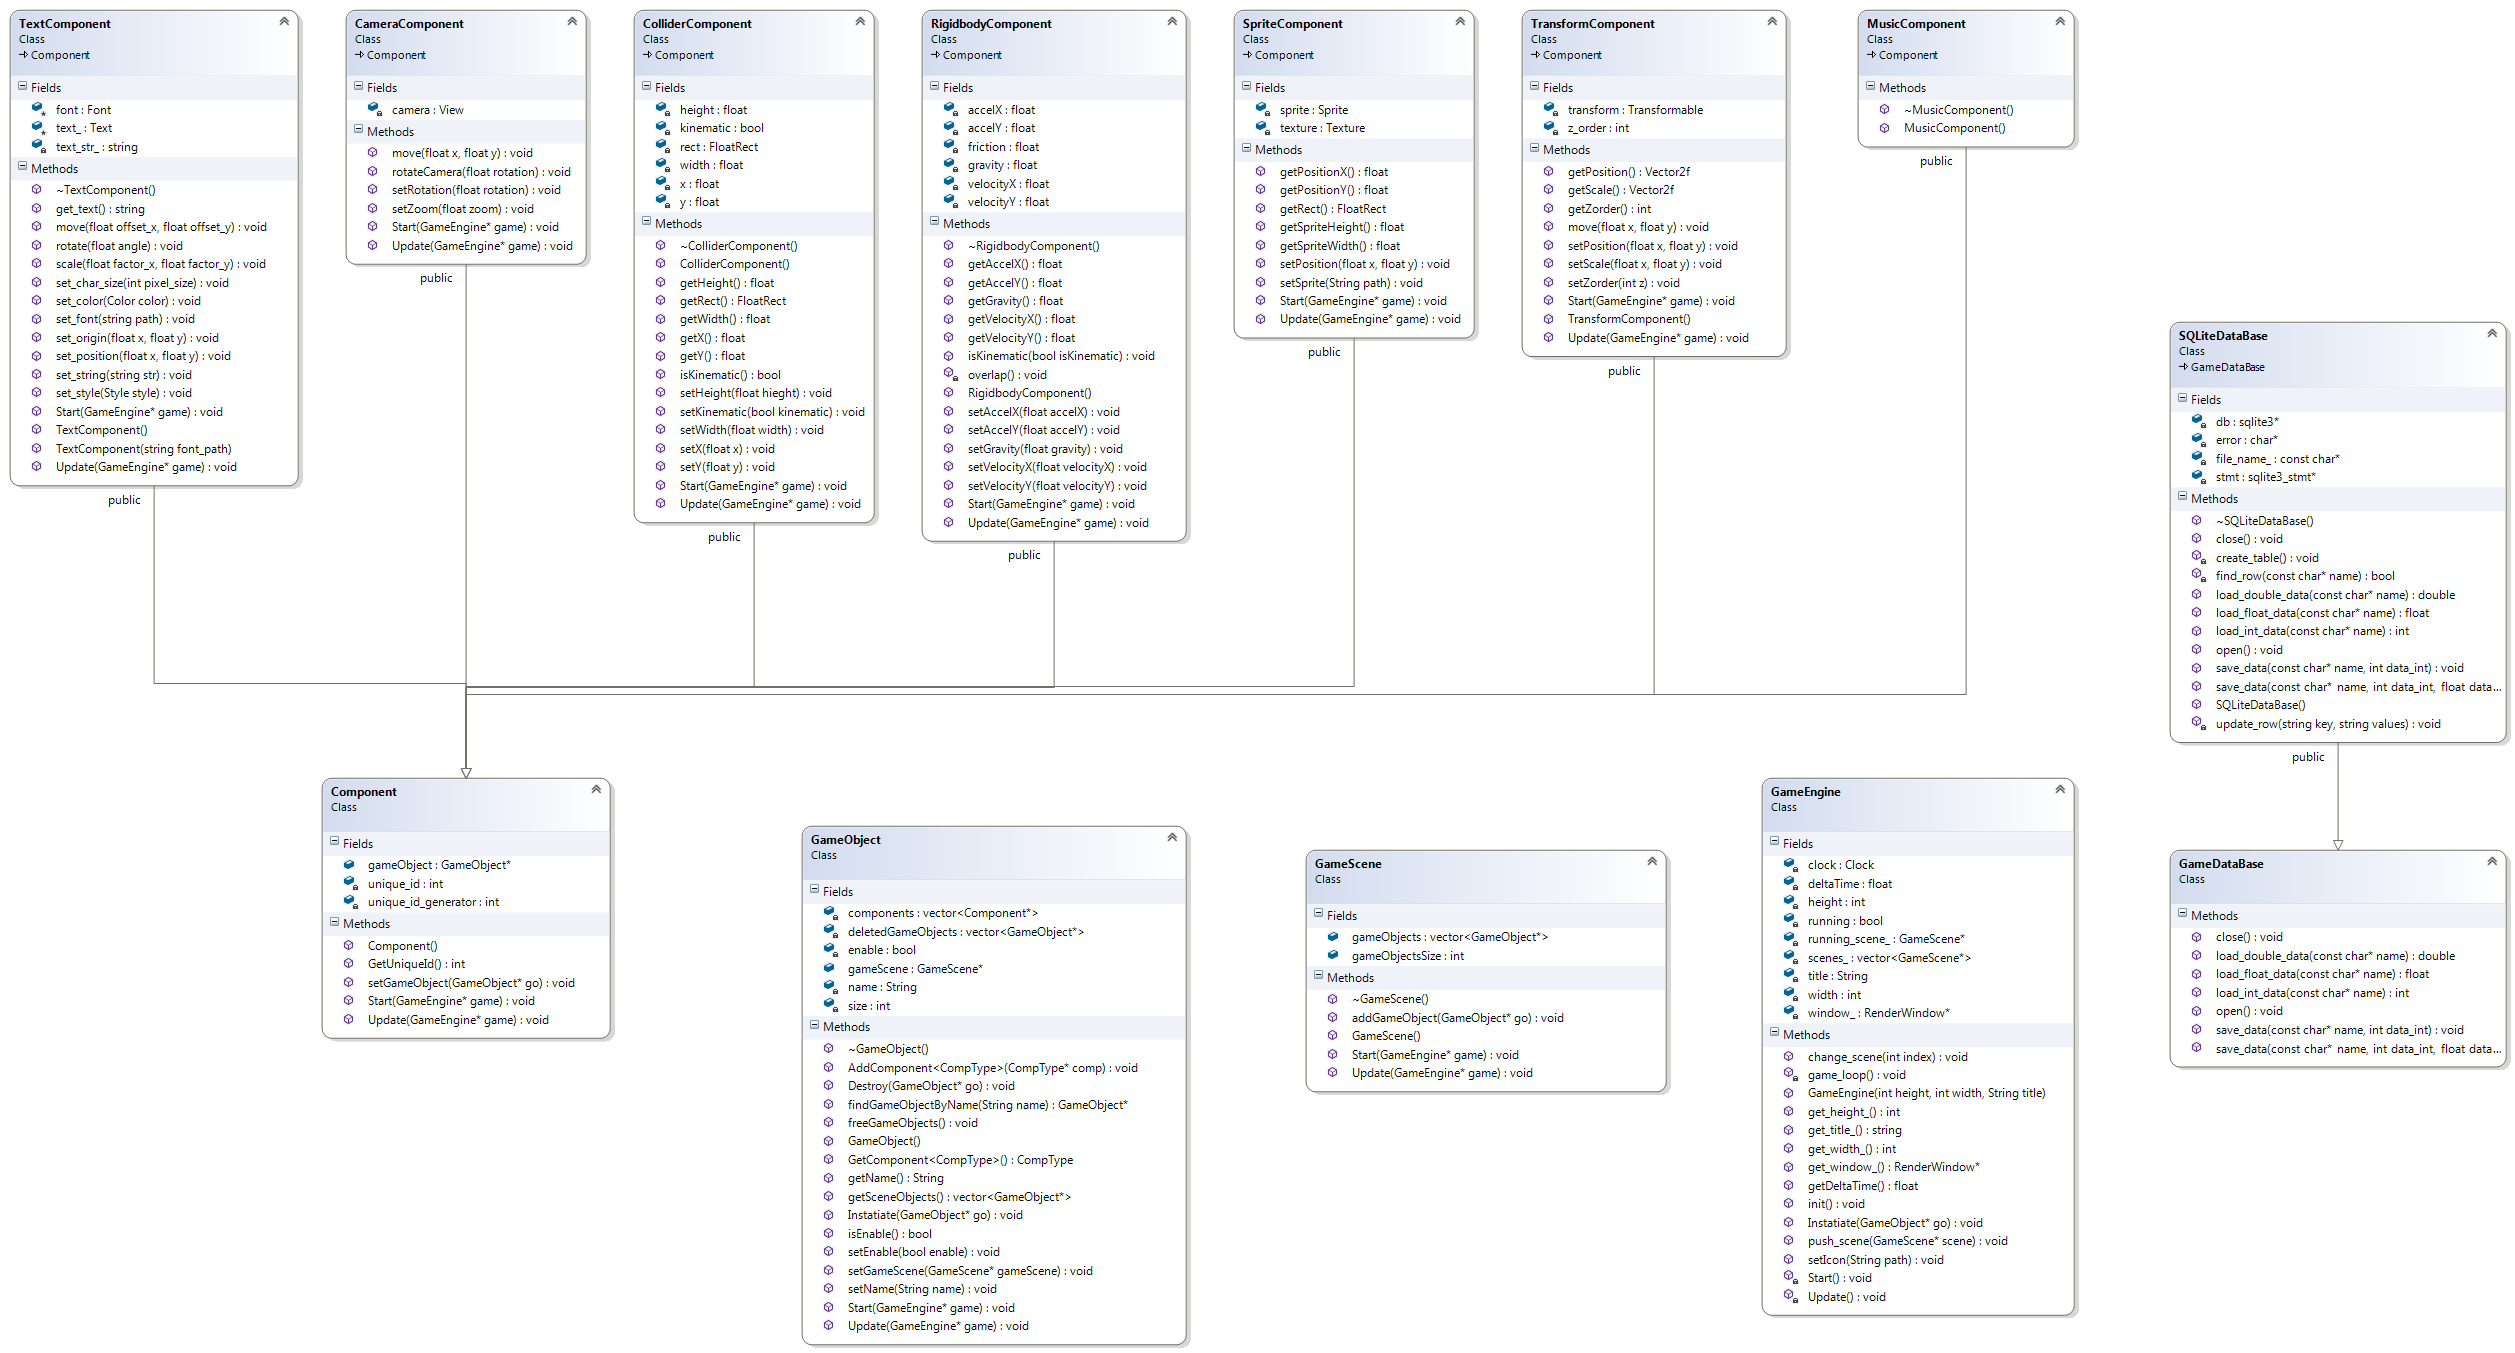 TextComponent
Class
Component
Fields
font : Font
text_ : Text
text_str_ : string
Methods
~TextComponent()
get_text() : string
move(float offset_x, float offset_y) : void
rotate(float angle) : void
scale(float factor_x, float factor_y) : void
set_char_size(int pixel_size) : void
set_color(Color color) : void
set_font(string path) : void
set_origin(float x, float y) : void
set_position(float x, float y) : void
set_string(string str) : void
set_style(Style style) : void
Start(GameEngine* game) : void
TextComponent()
TextComponent(string font_path)
Update(GameEngine* game) : void
public
CameraComponent
Class
Component
Fields
camera : View
Methods
move(float x, float y) : void
rotateCamera(float rotation) : void
setRotation(float rotation) : void
setZoom(float zoom) : void
Start(GameEngine* game) : void
Update(GameEngine* game) : void
public
ColliderComponent
Class
Component
Fields
height : float
kinematic : bool
rect : FloatRect
width : float
x : float
y : float
Methods
~ColliderComponent()
ColliderComponent()
getHeight() : float
getRect() : FloatRect
getWidth() : float
getX() : float
getY() : float
isKinematic() : bool
setHeight(float hieght) : void
setKinematic(bool kinematic) : void
setWidth(float width) : void
setX(float x) : void
setY(float y) : void
Start(GameEngine* game) : void
Update(GameEngine* game) : void
public
RigidbodyComponent
Class
Component
Fields
accelX : float
accelY : float
friction : float
gravity : float
velocityX : float
velocityY : float
Methods
~RigidbodyComponent()
getAccelX() : float
getAccelY() : float
getGravity() : float
getVelocityX() : float
getVelocityY() : float
isKinematic(bool isKinematic) : void
overlap() : void
RigidbodyComponent()
setAccelX(float accelX) : void
setAccelY(float accelY) : void
setGravity(float gravity) : void
setVelocityX(float velocityX) : void
setVelocityY(float velocityY) : void
Start(GameEngine* game) : void
Update(GameEngine* game) : void
public
SpriteComponent
Class
Component
Fields
sprite : Sprite
texture : Texture
Methods
getPositionX() : float
getPositionY() : float
getRect() : FloatRect
getSpriteHeight() : float
getSpriteWidth() : float
setPosition(float x, float y) : void
setSprite(String path) : void
Start(GameEngine* game) : void
Update(GameEngine* game) : void
public
TransformComponent
Class
Component
Fields
transform : Transformable
z_order : int
Methods
getPosition() : Vector2f
getScale() : Vector2f
getZorder() : int
move(float x, float y) : void
setPosition(float x, float y) : void
setScale(float x, float y) : void
setZorder(int z) : void
Start(GameEngine* game) : void
TransformComponent()
Update(GameEngine* game) : void
public
MusicComponent
Class
Component
Methods
~MusicComponent()
MusicComponent()
public
SQLiteDataBase
Class
GameDataBase
Fields
db : sqlite3*
error : char*
file_name_ : const char*
stmt : sqlite3_stmt*
Methods
~SQLiteDataBase()
close() : void
create_table() : void
find_row(const char* name) : bool
load_double_data(const char* name) : double
load_float_data(const char* name) : float
load_int_data(const char* name) : int
open() : void
save_data(const char* name, int data_int) : void
save_data(const char* name, int data_int, float data...
SQLiteDataBase()
update_row(string key, string values) : void
public
Component
Class
Fields
gameObject : GameObject*
unique_id : int
unique_id_generator : int
Methods
Component()
GetUniqueId() : int
setGameObject(GameObject* go) : void
Start(GameEngine* game) : void
Update(GameEngine* game) : void
GameObject
Class
Fields
components : vector<Component*>
deletedGameObjects : vector<GameObject*>
enable : bool
gameScene : GameScene*
name : String
size : int
Methods
~GameObject()
AddComponent<CompType>(CompType* comp) : void
Destroy(GameObject* go) : void
findGameObjectByName(String name) : GameObject*
freeGameObjects() : void
GameObject()
GetComponent<CompType>() : CompType
getName() : String
getSceneObjects() : vector<GameObject*>
Instatiate(GameObject* go) : void
isEnable() : bool
setEnable(bool enable) : void
setGameScene(GameScene* gameScene) : void
setName(String name) : void
Start(GameEngine* game) : void
Update(GameEngine* game) : void
GameScene
Class
Fields
gameObjects : vector<GameObject*>
gameObjectsSize : int
Methods
~GameScene()
addGameObject(GameObject* go) : void
GameScene()
Start(GameEngine* game) : void
Update(GameEngine* game) : void
GameEngine
Class
Fields
clock : Clock
deltaTime : float
height : int
running : bool
running_scene_ : GameScene*
scenes_ : vector<GameScene*>
title : String
width : int
window_ : RenderWindow*
Methods
change_scene(int index) : void
game_loop() : void
GameEngine(int height, int width, String title)
get_height_() : int
get_title_() : string
get_width_() : int
get_window_() : RenderWindow*
getDeltaTime() : float
init() : void
Instatiate(GameObject* go) : void
push_scene(GameScene* scene) : void
setIcon(String path) : void
Start() : void
Update() : void
GameDataBase
Class
Methods
close() : void
load_double_data(const char* name) : double
load_float_data(const char* name) : float
load_int_data(const char* name) : int
open() : void
save_data(const char* name, int data_int) : void
save_data(const char* name, int data_int, float data...